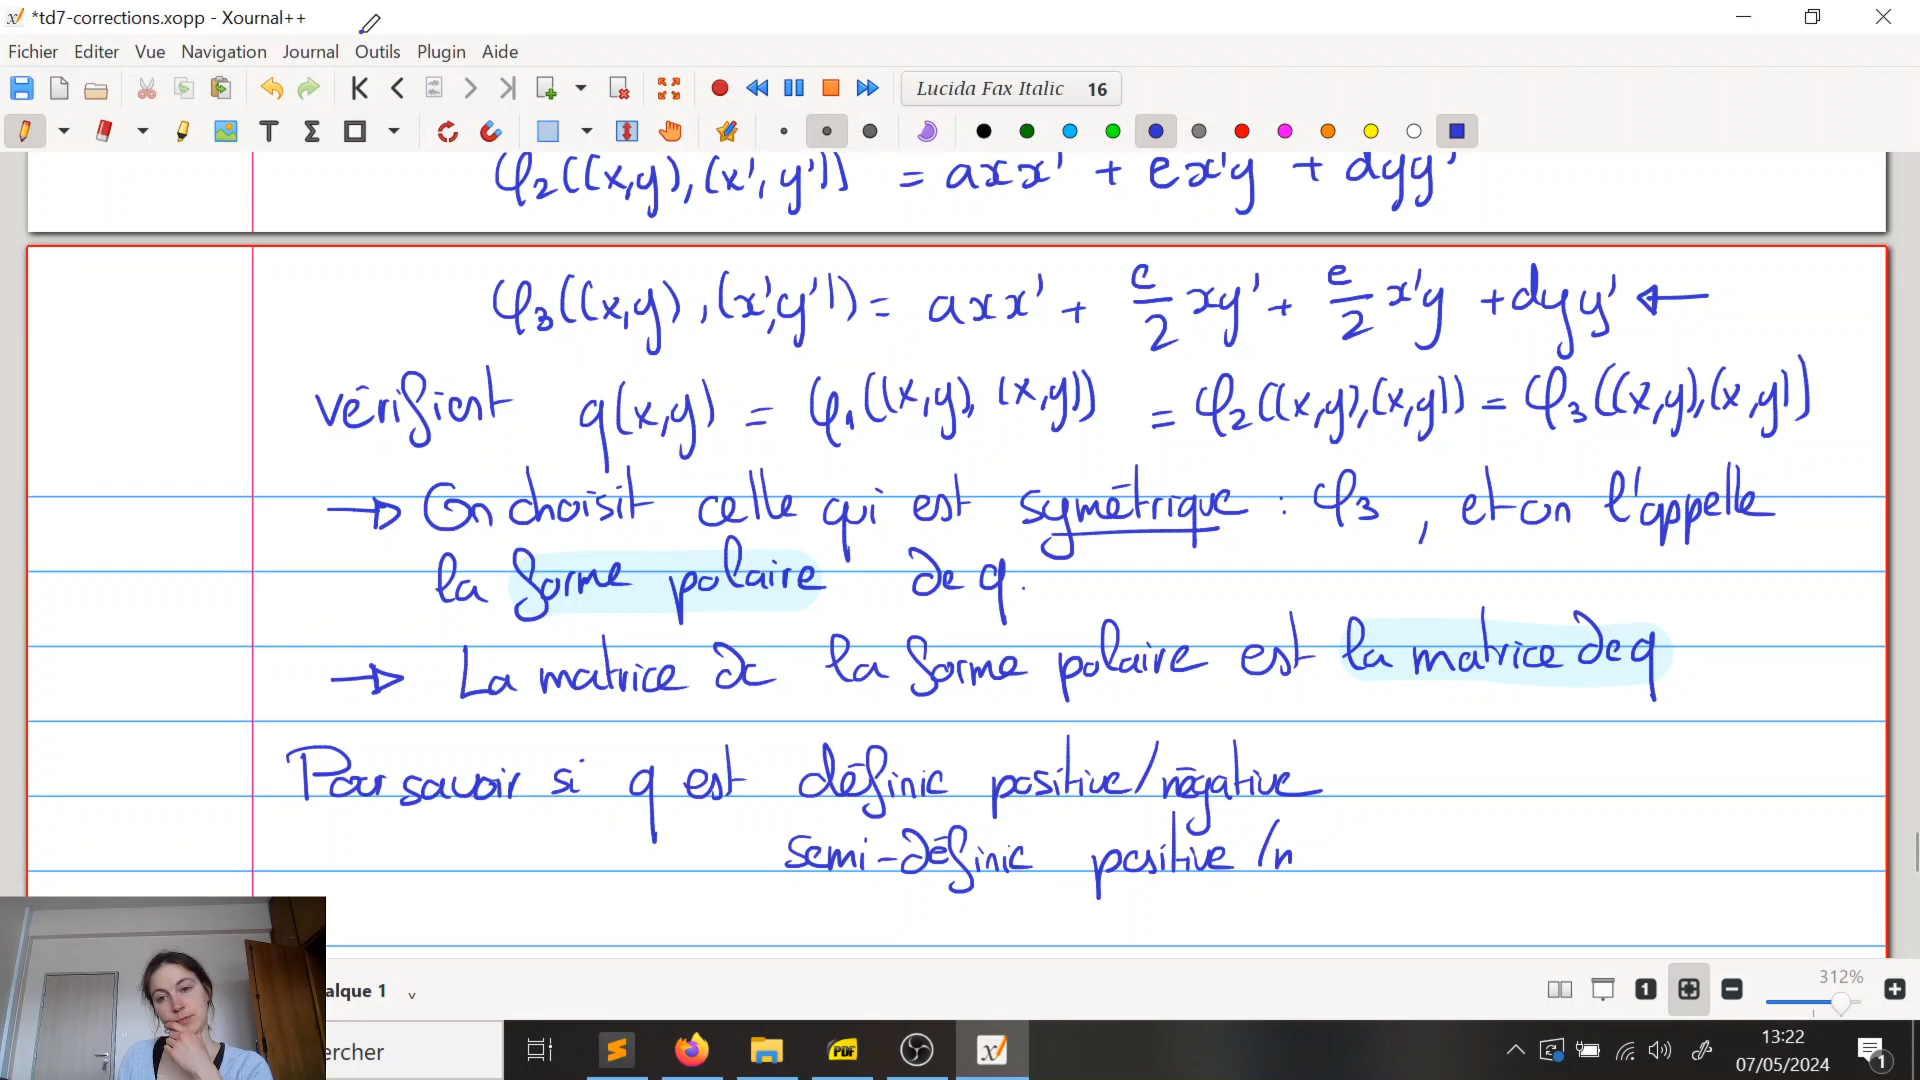 *td7-corrections.xopp - Xournal++
Fichier Editer Vue Navigation Journal Outils Plugin Aide
Lucida Fax Italic 16
φ₂((x,y),(x',y')) = axx' + ex'y + dyy'
φ₃((x,y),(x',y')) = axx' + c/2 xy' + e/2 x'y + dyy' ←
vérifient q(x,y) = φ₁((x,y),(x,y)) = φ₂((x,y),(x,y)) = φ₃((x,y),(x,y))
→ On choisit celle qui est symétrique : φ₃, et on l'appelle
la forme polaire de q.
→ La matrice de la forme polaire est la matrice de q
Pour savoir si q est définie positive/négative
semi-définie positive /n
alque 1
312%
ercher
PDF
13:22
07/05/2024
1